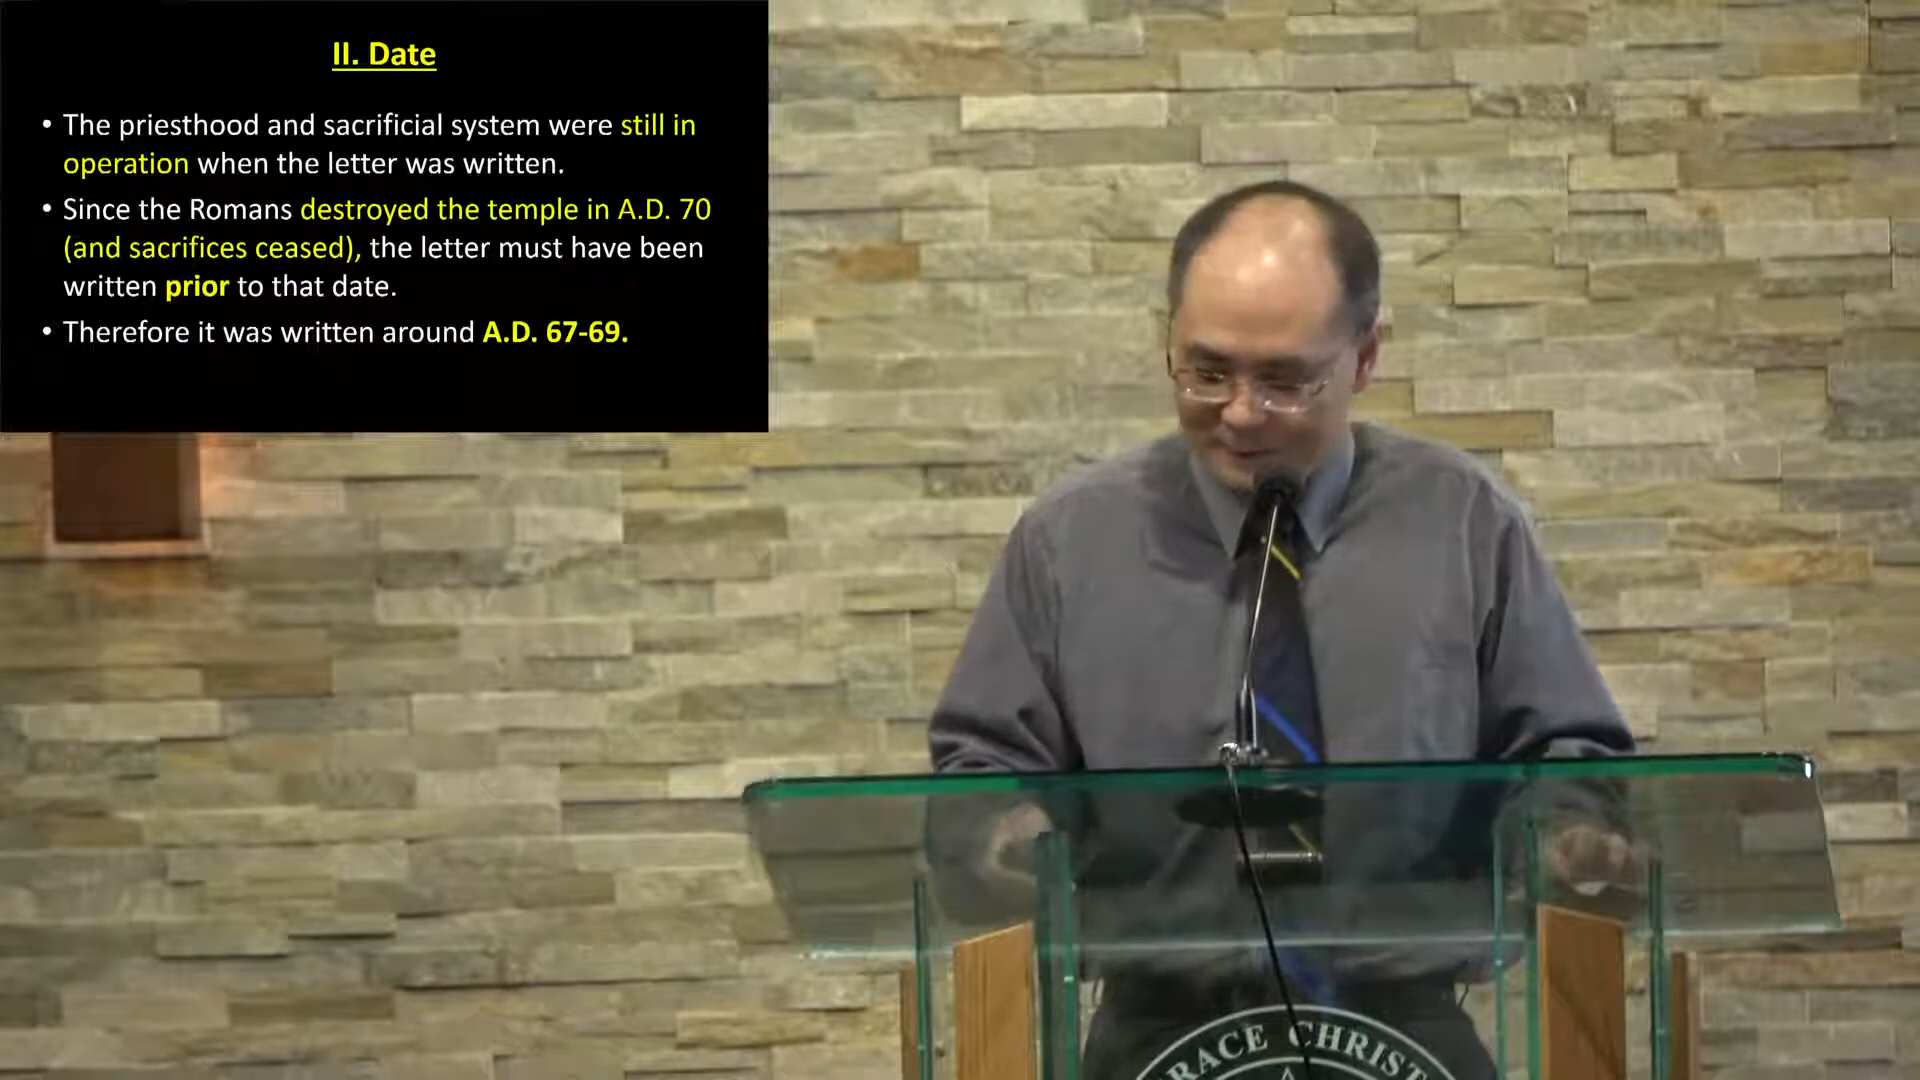 II. Date
• The priesthood and sacrificial system were still in
operation when the letter was written.
• Since the Romans destroyed the temple in A.D. 70
(and sacrifices ceased), the letter must have been
written prior to that date.
• Therefore it was written around A.D. 67-69.
RACE CHRIST